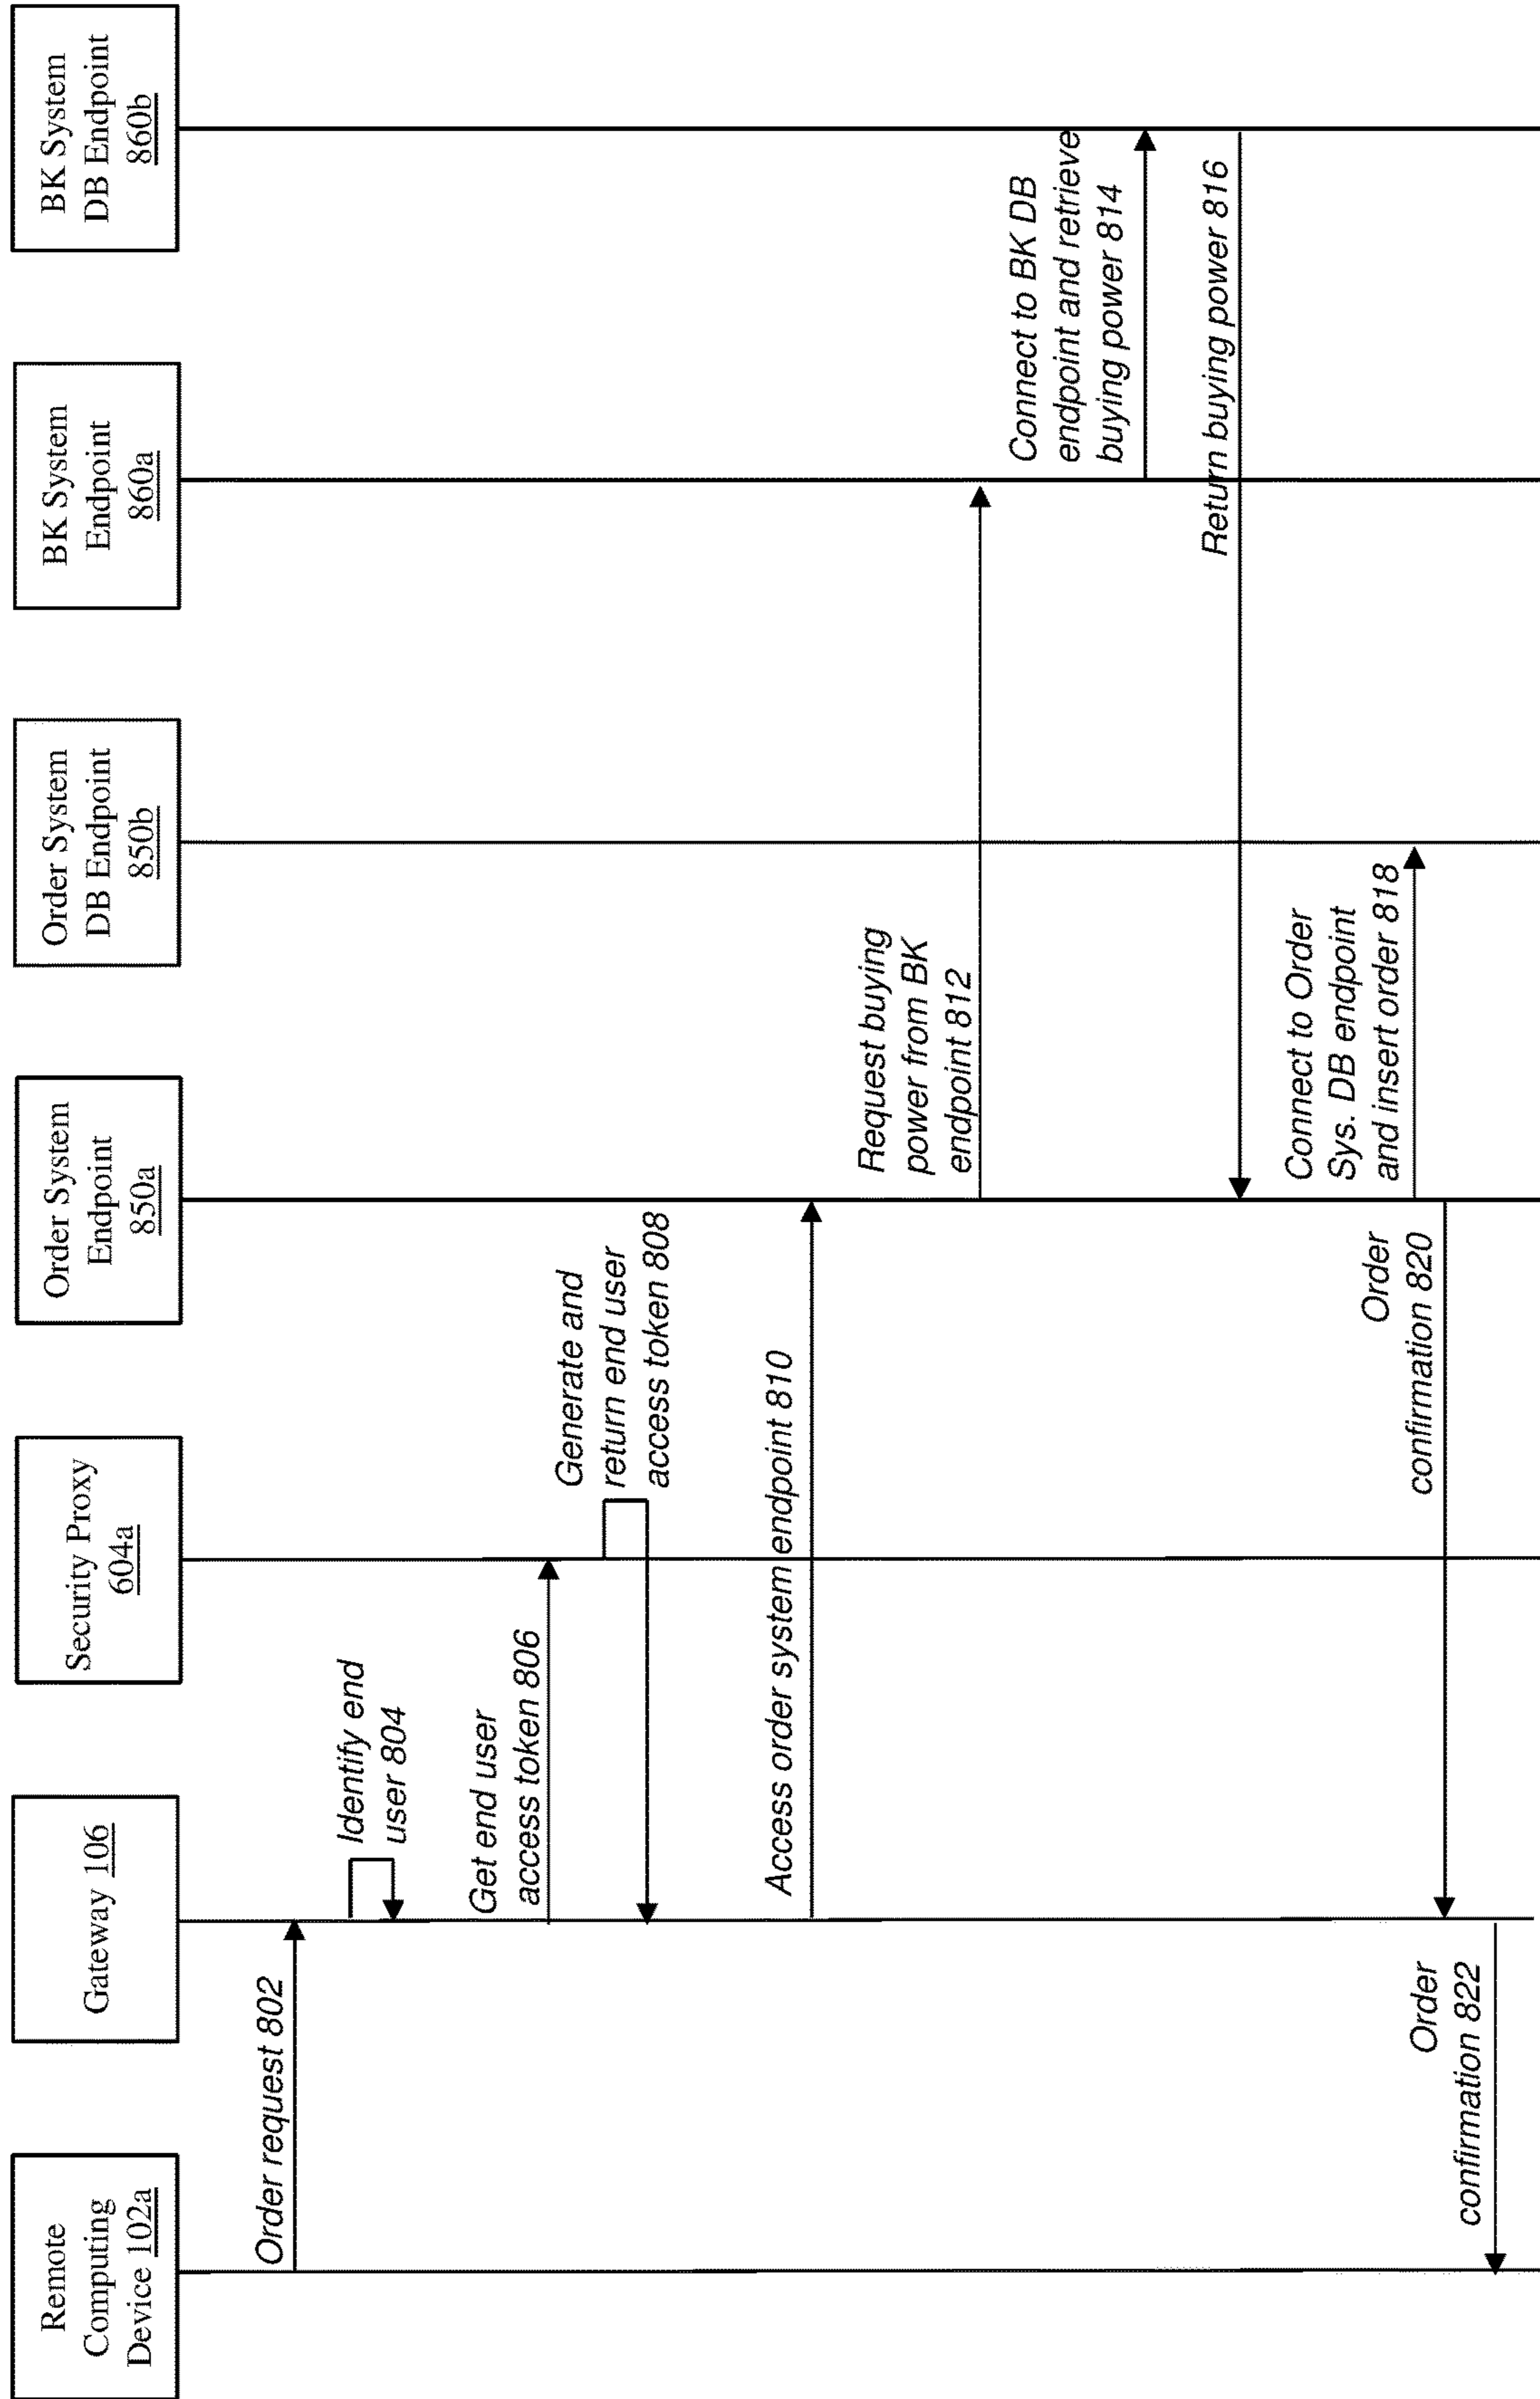 Remote
Computing
Device 102a
Gateway 106
Security Proxy
604a
Order System
Endpoint
850a
Order System
DB Endpoint
850b
BK System
Endpoint
860a
BK System
DB Endpoint
860b
Order request 802
Identify end
user 804
Get end user
access token 806
Generate and
return end user
access token 808
Access order system endpoint 810
Request buying
power from BK
endpoint 812
Connect to BK DB
endpoint and retrieve
buying power 814
Return buying power 816
Connect to Order
Sys. DB endpoint
and insert order 818
Order
confirmation 820
Order
confirmation 822